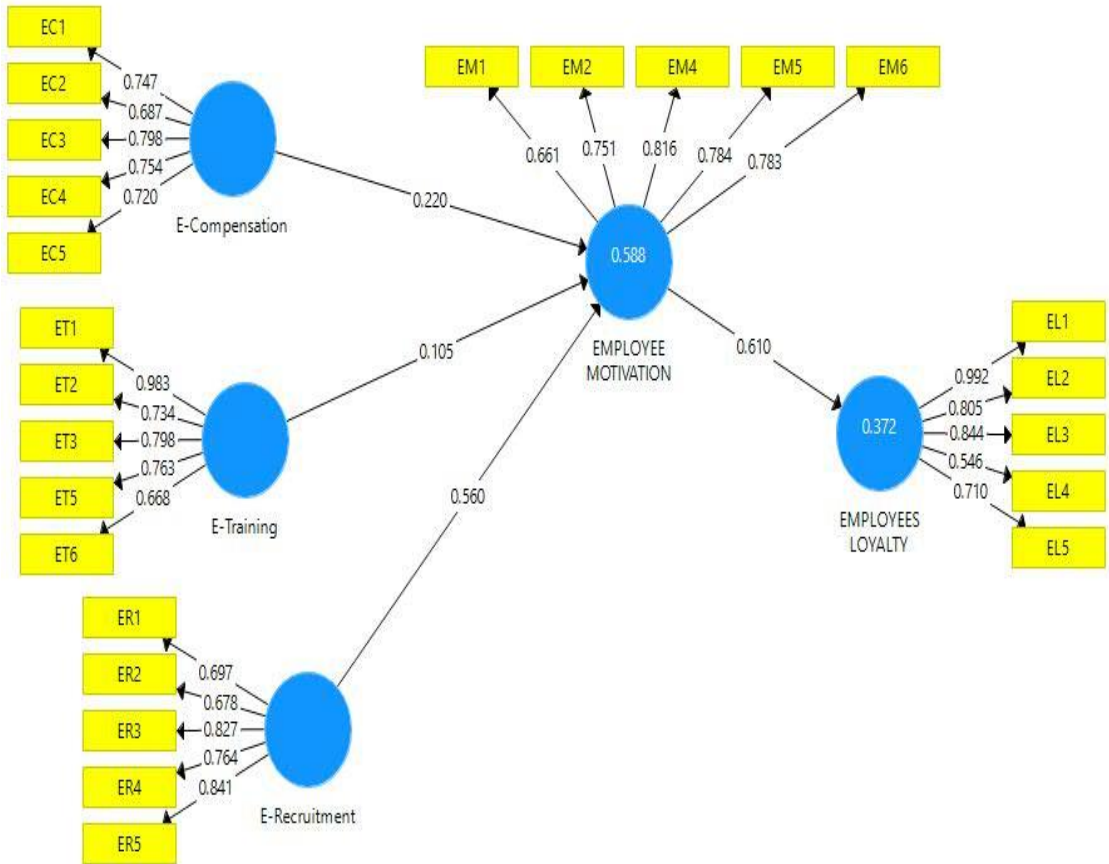 EC1
EC2
EC3
EC4
EC5
0.747
0.687
0.798
0.754
0.720
E-Compensation
0.220
EM1
EM2
EM4
EM5
EM6
0.661
0.751
0.816
0.784
0.783
0.588
EMPLOYEE
MOTIVATION
ET1
ET2
ET3
ET5
ET6
0.983
0.734
0.798
0.763
0.668
E-Training
0.105
0.610
EL1
EL2
EL3
EL4
EL5
0.992
0.805
0.844
0.546
0.710
0.372
EMPLOYEES
LOYALTY
0.560
ER1
ER2
ER3
ER4
ER5
0.697
0.678
0.827
0.764
0.841
E-Recruitment